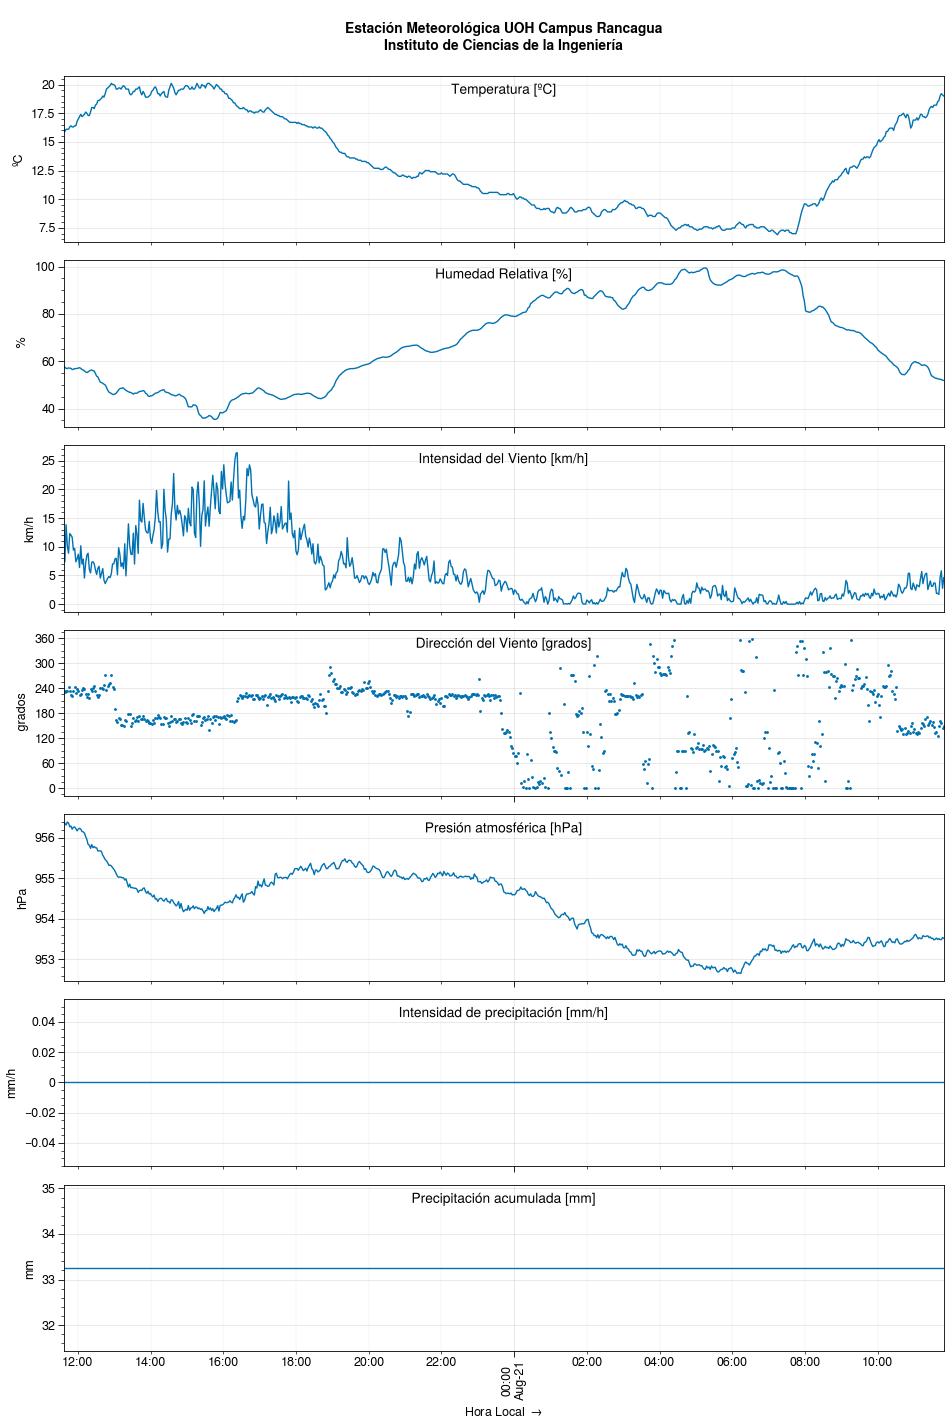 Estación Meteorológica UOH Campus Rancagua
Instituto de Ciencias de la Ingeniería
Temperatura [ºC]
20
17.5
15
12.5
10
7.5
ºC
Humedad Relativa [%]
100
80
60
40
%
Intensidad del Viento [km/h]
25
20
15
10
5
0
km/h
Dirección del Viento [grados]
360
300
240
180
120
60
0
grados
Presión atmosférica [hPa]
956
955
954
953
hPa
Intensidad de precipitación [mm/h]
0.04
0.02
0
−0.02
−0.04
mm/h
Precipitación acumulada [mm]
35
34
33
32
mm
12:00 14:00 16:00 18:00 20:00 22:00 00:00 02:00 04:00 06:00 08:00 10:00
Aug-21
Hora Local →